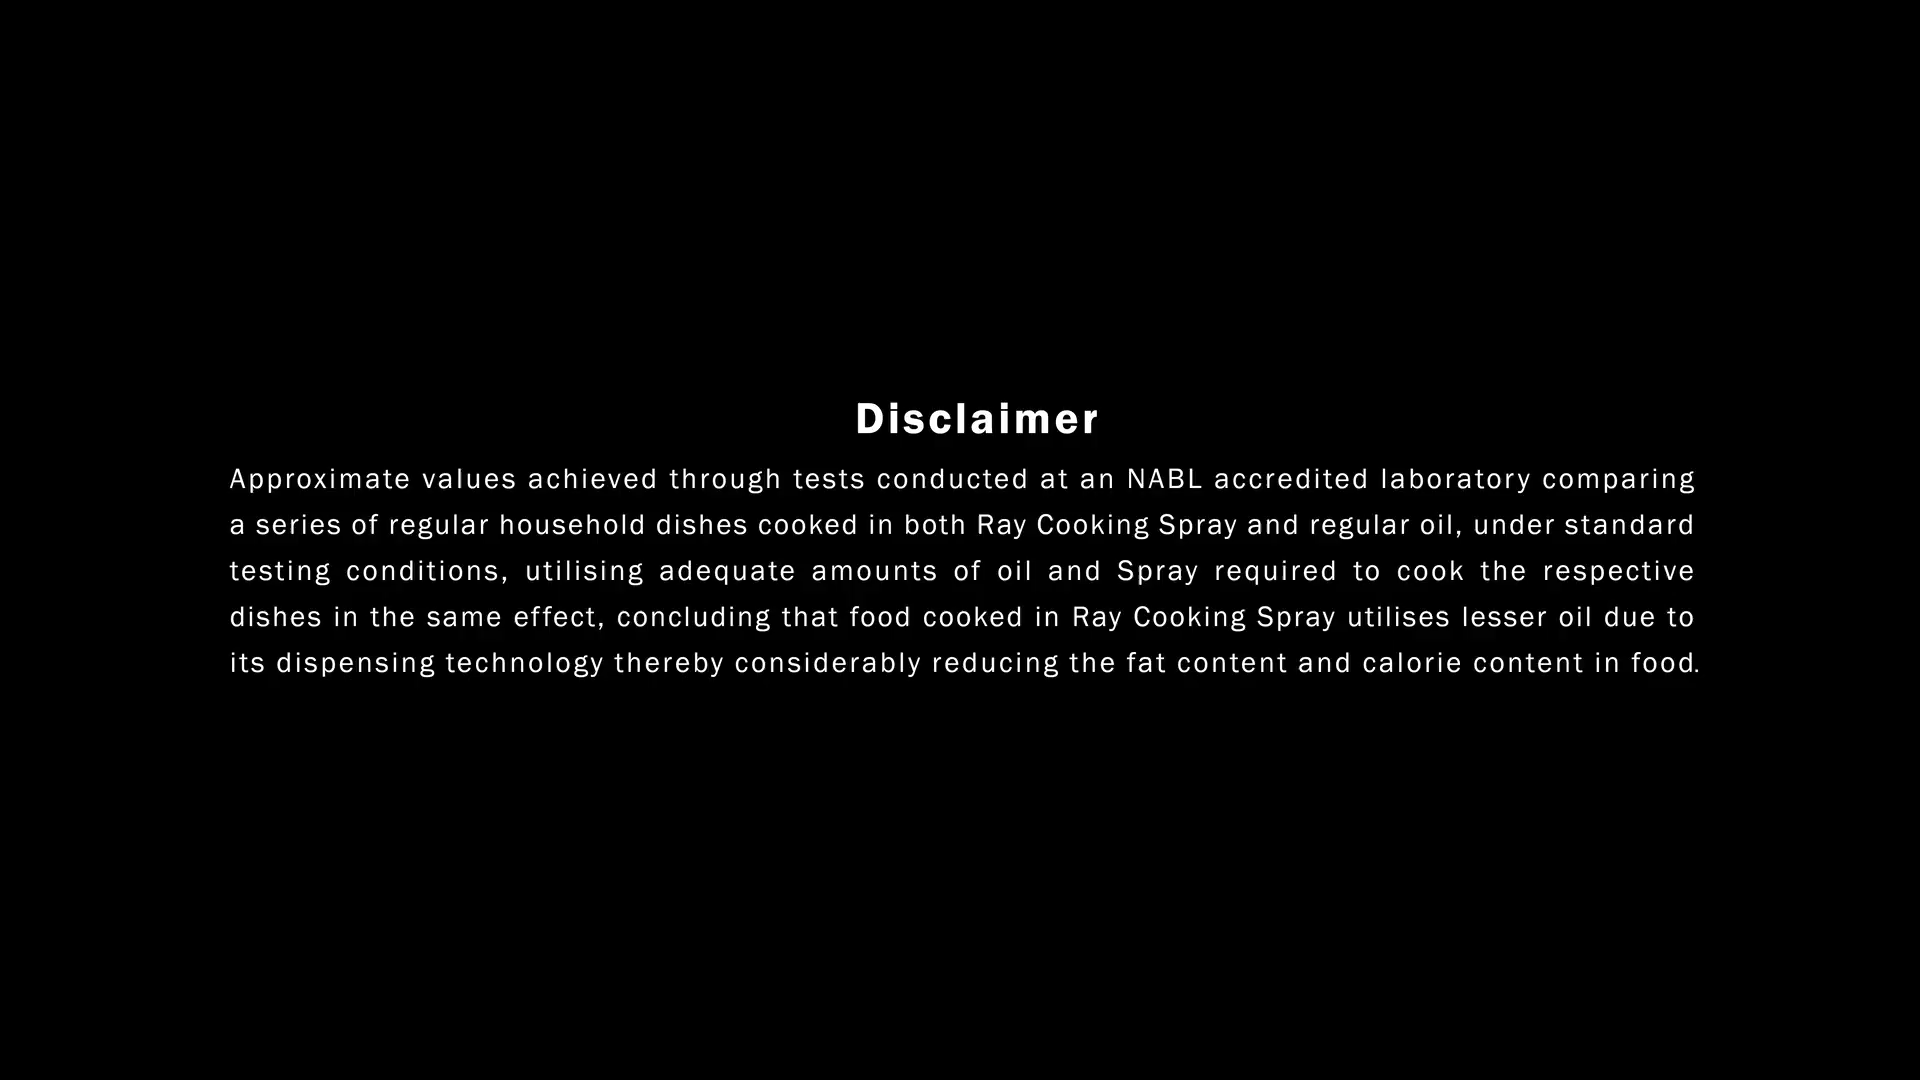 Disclaimer
Approximate values achieved through tests conducted at an NABL accredited laboratory comparing
a series of regular household dishes cooked in both Ray Cooking Spray and regular oil, under standard
testing conditions, utilising adequate amounts of oil and Spray required to cook the respective
dishes in the same effect, concluding that food cooked in Ray Cooking Spray utilises lesser oil due to
its dispensing technology thereby considerably reducing the fat content and calorie content in food.